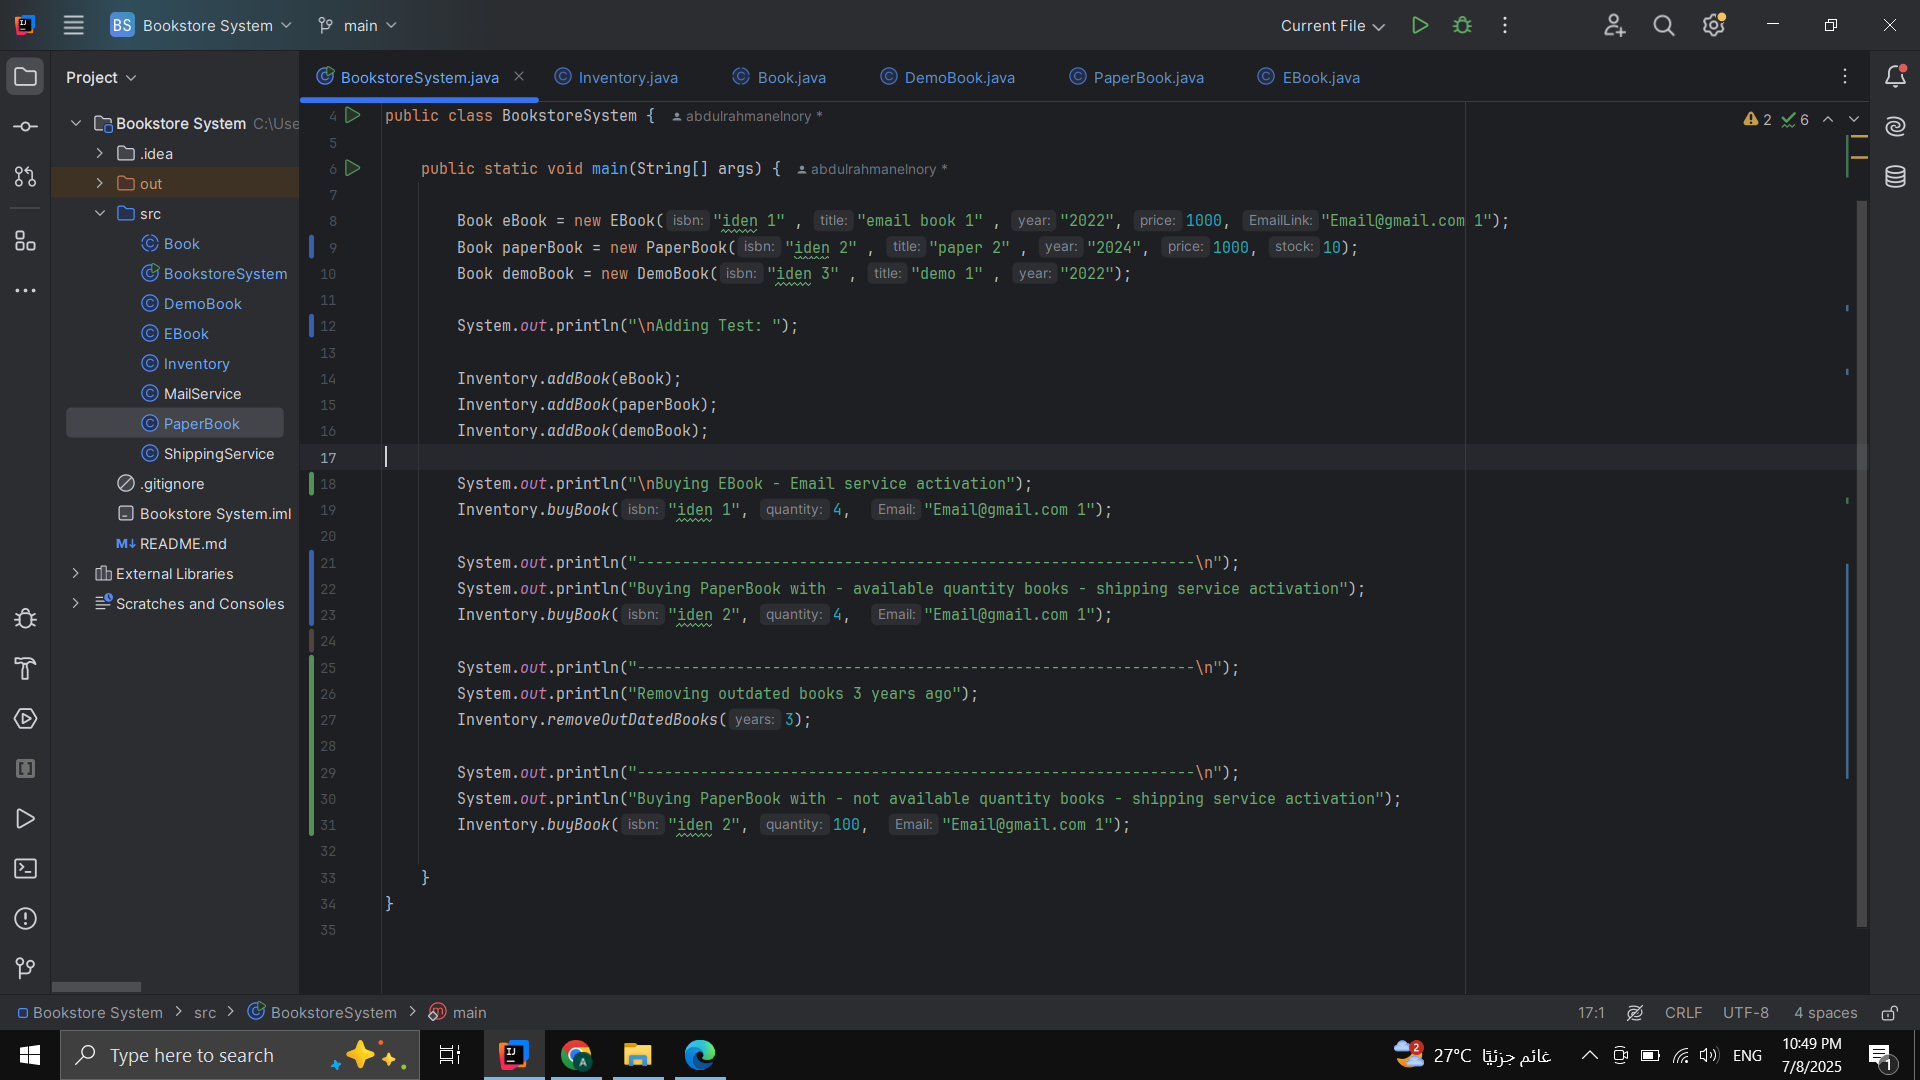 BS Bookstore System main Current File
Project
BookstoreSystem.java Inventory.java Book.java DemoBook.java PaperBook.java EBook.java
Bookstore System C:\Use
.idea
out
src
Book
BookstoreSystem
DemoBook
EBook
Inventory
MailService
PaperBook
ShippingService
.gitignore
Bookstore System.iml
M↓ README.md
External Libraries
Scratches and Consoles
2 6
4 public class BookstoreSystem { abdulrahmanelnory *
5
6 public static void main(String[] args) { abdulrahmanelnory *
7
8 Book eBook = new EBook( isbn: "iden 1" , title: "email book 1" , year: "2022", price: 1000, EmailLink: "Email@gmail.com 1");
9 Book paperBook = new PaperBook( isbn: "iden 2" , title: "paper 2" , year: "2024", price: 1000, stock: 10);
10 Book demoBook = new DemoBook( isbn: "iden 3" , title: "demo 1" , year: "2022");
11
12 System.out.println("\nAdding Test: ");
13
14 Inventory.addBook(eBook);
15 Inventory.addBook(paperBook);
16 Inventory.addBook(demoBook);
17
18 System.out.println("\nBuying EBook - Email service activation");
19 Inventory.buyBook( isbn: "iden 1", quantity: 4, Email: "Email@gmail.com 1");
20
21 System.out.println("--------------------------------------------------------------\n");
22 System.out.println("Buying PaperBook with - available quantity books - shipping service activation");
23 Inventory.buyBook( isbn: "iden 2", quantity: 4, Email: "Email@gmail.com 1");
24
25 System.out.println("--------------------------------------------------------------\n");
26 System.out.println("Removing outdated books 3 years ago");
27 Inventory.removeOutDatedBooks( years: 3);
28
29 System.out.println("--------------------------------------------------------------\n");
30 System.out.println("Buying PaperBook with - not available quantity books - shipping service activation");
31 Inventory.buyBook( isbn: "iden 2", quantity: 100, Email: "Email@gmail.com 1");
32
33 }
34 }
35
Bookstore System > src > BookstoreSystem > main 17:1 CRLF UTF-8 4 spaces
Type here to search 2 27°C غائم جزئيًا ENG 10:49 PM
7/8/2025 1